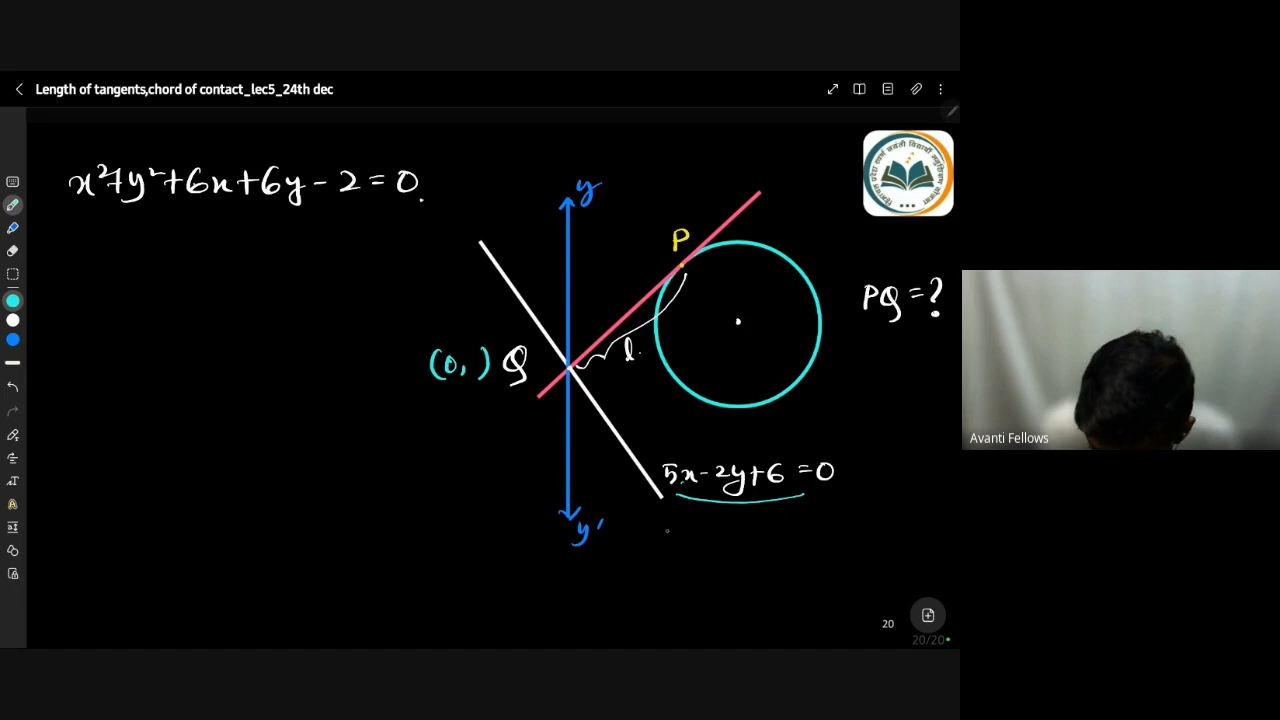 Length of tangents,chord of contact_lec5_24th dec
x²+y²+6x+6y-2=0.
y
P
PQ=?
l.
(0, ) Q
5x-2y+6=0
y'
20
20/20
Avanti Fellows